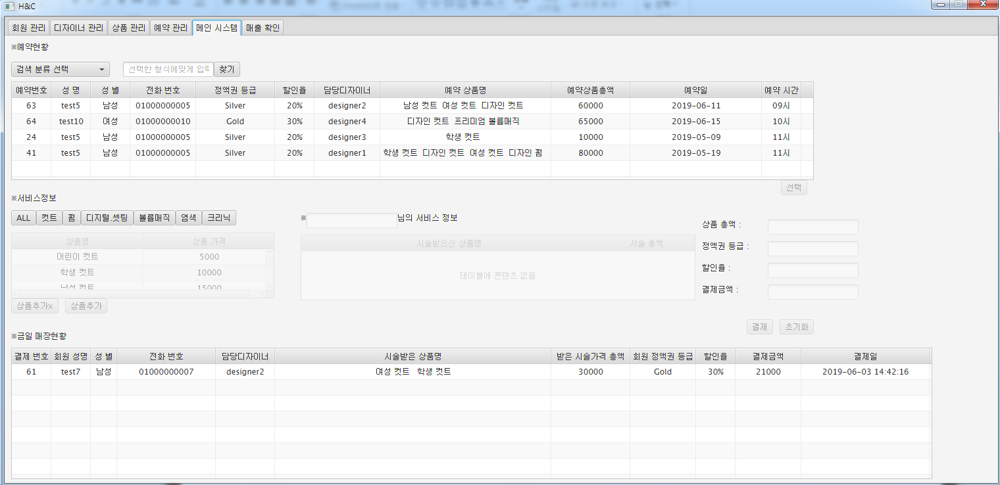 H&C
회원 관리 디자이너 관리 상품 관리 예약 관리 메인 시스템 매출 확인
※예약현황
검색 분류 선택 선택한 형식에맞게 입력 찾기
예약번호 성 명 성 별 전화 번호 정액권 등급 할인율 담당디자이너 예약 상품명 예약상품총액 예약일 예약 시간
63 test5 남성 01000000005 Silver 20% designer2 남성 컷트 여성 컷트 디자인 컷트 60000 2019-06-11 09시
64 test10 여성 01000000010 Gold 30% designer4 디자인 컷트 프리미엄 볼륨매직 65000 2019-06-15 10시
24 test5 남성 01000000005 Silver 20% designer3 학생 컷트 10000 2019-05-09 11시
41 test5 남성 01000000005 Silver 20% designer1 학생 컷트 디자인 컷트 여성 컷트 디자인 펌 80000 2019-05-19 11시
선택
※서비스정보
ALL 컷트 펌 디지털.셋팅 볼륨매직 염색 크리닉
※ 님의 서비스 정보
상품명 상품 가격
어린이 컷트 5000
학생 컷트 10000
남성 컷트 15000
상품추가x 상품추가
시술받으신 상품명 시술 총액
테이블에 콘텐츠 없음
상품 총액 :
정액권 등급 :
할인율 :
결제금액 :
결제 초기화
※금일 매장현황
결제 번호 회원 성명 성 별 전화 번호 담당디자이너 시술받은 상품명 받은 시술가격 총액 회원 정액권 등급 할인율 결제금액 결제일
61 test7 남성 01000000007 designer2 여성 컷트 학생 컷트 30000 Gold 30% 21000 2019-06-03 14:42:16